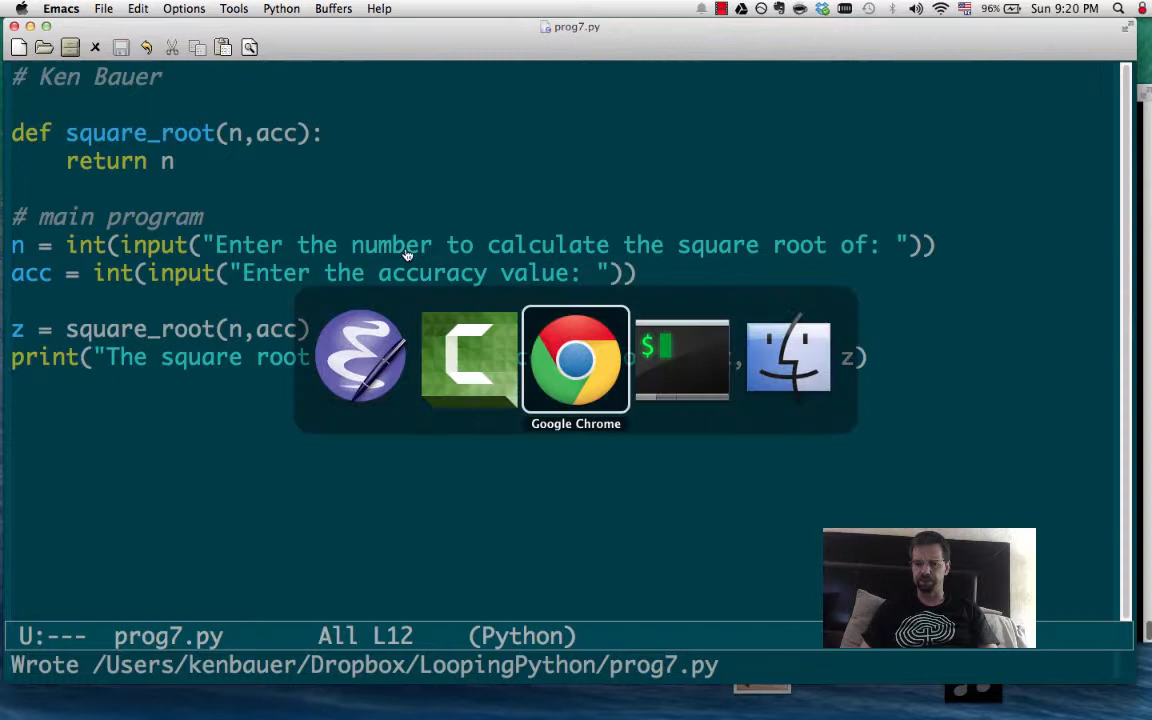 Emacs File Edit Options Tools Python Buffers Help 96% Sun 9:20 PM
prog7.py
# Ken Bauer
def square_root(n,acc):
return n
# main program
n = int(input("Enter the number to calculate the square root of: "))
acc = int(input("Enter the accuracy value: "))
z = square_root(n,acc)
print("The square root z)
$
Google Chrome
U:--- prog7.py All L12 (Python)
Wrote /Users/kenbauer/Dropbox/LoopingPython/prog7.py